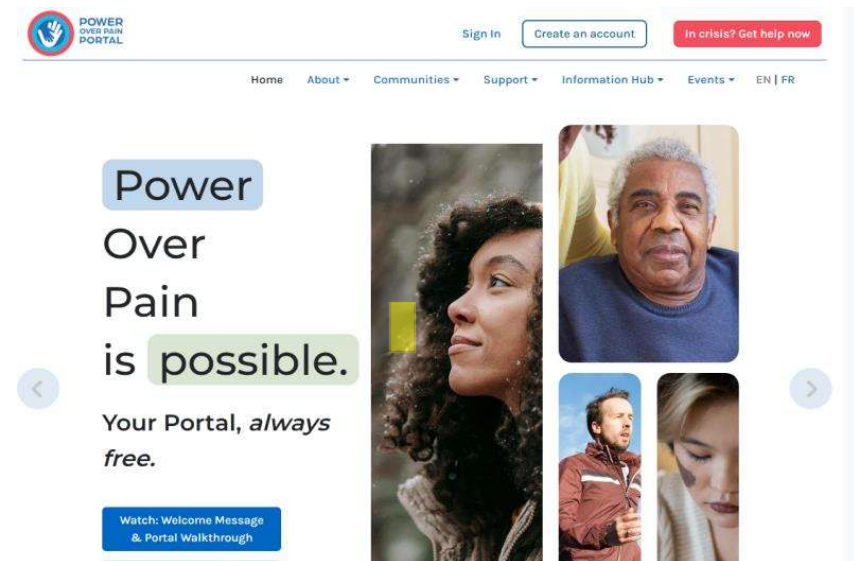 POWER
OVER PAIN
PORTAL
Sign In
Create an account
In crisis? Get help now
Home
About
Communities
Support
Information Hub
Events
EN | FR
Power
Over
Pain
is possible.
Your Portal, always
free.
Watch: Welcome Message
& Portal Walkthrough